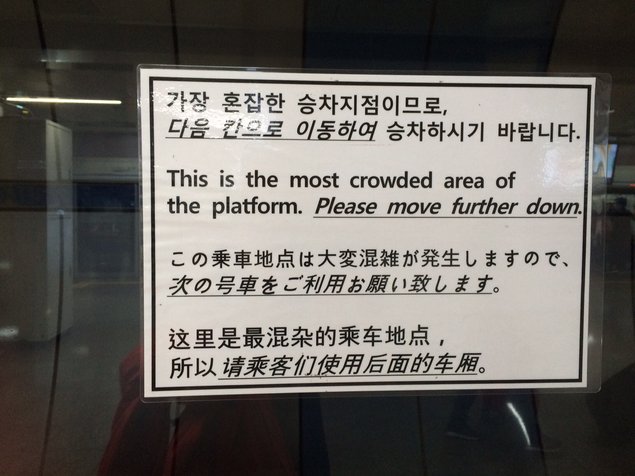 가장 혼잡한 승차지점이므로,
다음 칸으로 이동하여 승차하시기 바랍니다.
This is the most crowded area of
the platform. Please move further down.
この乗車地点は大変混雑が発生しますので、
次の号車をご利用お願い致します。
这里是最混杂的乘车地点，
所以请乘客们使用后面的车厢。